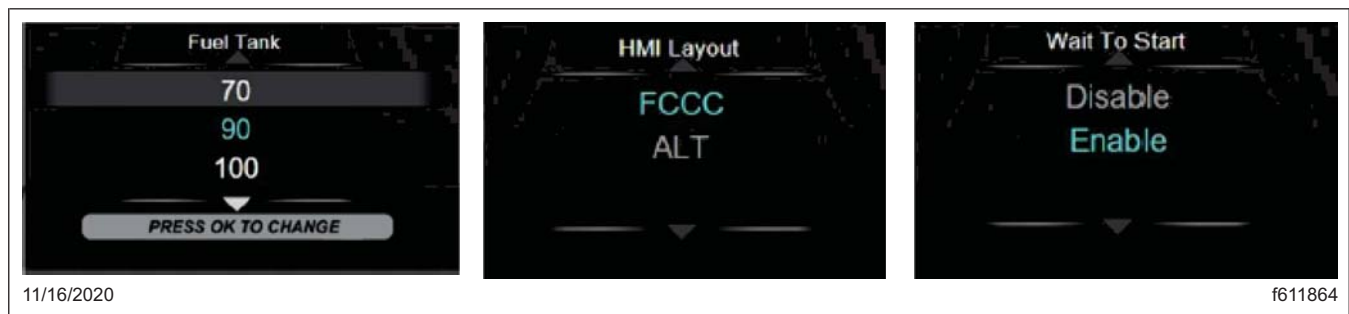 Fuel Tank
70
90
100
PRESS OK TO CHANGE
HMI Layout
FCCC
ALT
Wait To Start
Disable
Enable
11/16/2020
f611864